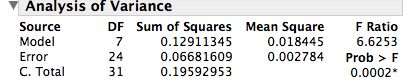 Analysis of Variance
Source DF Sum of Squares Mean Square F Ratio
Model 7 0.12911345 0.018445 6.6253
Error 24 0.06681609 0.002784 Prob > F
C. Total 31 0.19592953 0.0002*